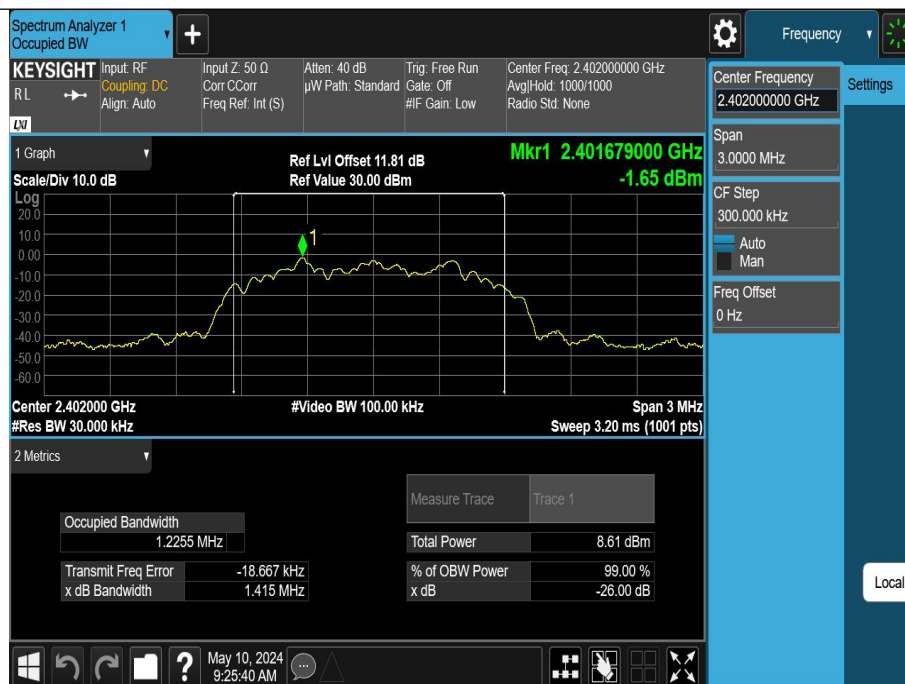 Spectrum Analyzer 1
Occupied BW
Frequency
KEYSIGHT
RL
LXI
Input: RF
Coupling: DC
Align: Auto
Input Z: 50 Ω
Corr CCorr
Freq Ref: Int (S)
Atten: 40 dB
µW Path: Standard
Trig: Free Run
Gate: Off
#IF Gain: Low
Center Freq: 2.402000000 GHz
Avg|Hold: 1000/1000
Radio Std: None
Center Frequency
2.402000000 GHz
Settings
Span
3.0000 MHz
CF Step
300.000 kHz
Auto
Man
Freq Offset
0 Hz
Local
1 Graph
Scale/Div 10.0 dB
Ref Lvl Offset 11.81 dB
Ref Value 30.00 dBm
Mkr1 2.401679000 GHz
-1.65 dBm
Log
20.0
10.0
0.00
-10.0
-20.0
-30.0
-40.0
-50.0
-60.0
1
Center 2.402000 GHz
#Video BW 100.00 kHz
Span 3 MHz
#Res BW 30.000 kHz
Sweep 3.20 ms (1001 pts)
2 Metrics
Measure Trace Trace 1
Occupied Bandwidth
1.2255 MHz
Total Power 8.61 dBm
Transmit Freq Error -18.667 kHz
% of OBW Power 99.00 %
x dB Bandwidth 1.415 MHz
x dB -26.00 dB
?
May 10, 2024
9:25:40 AM